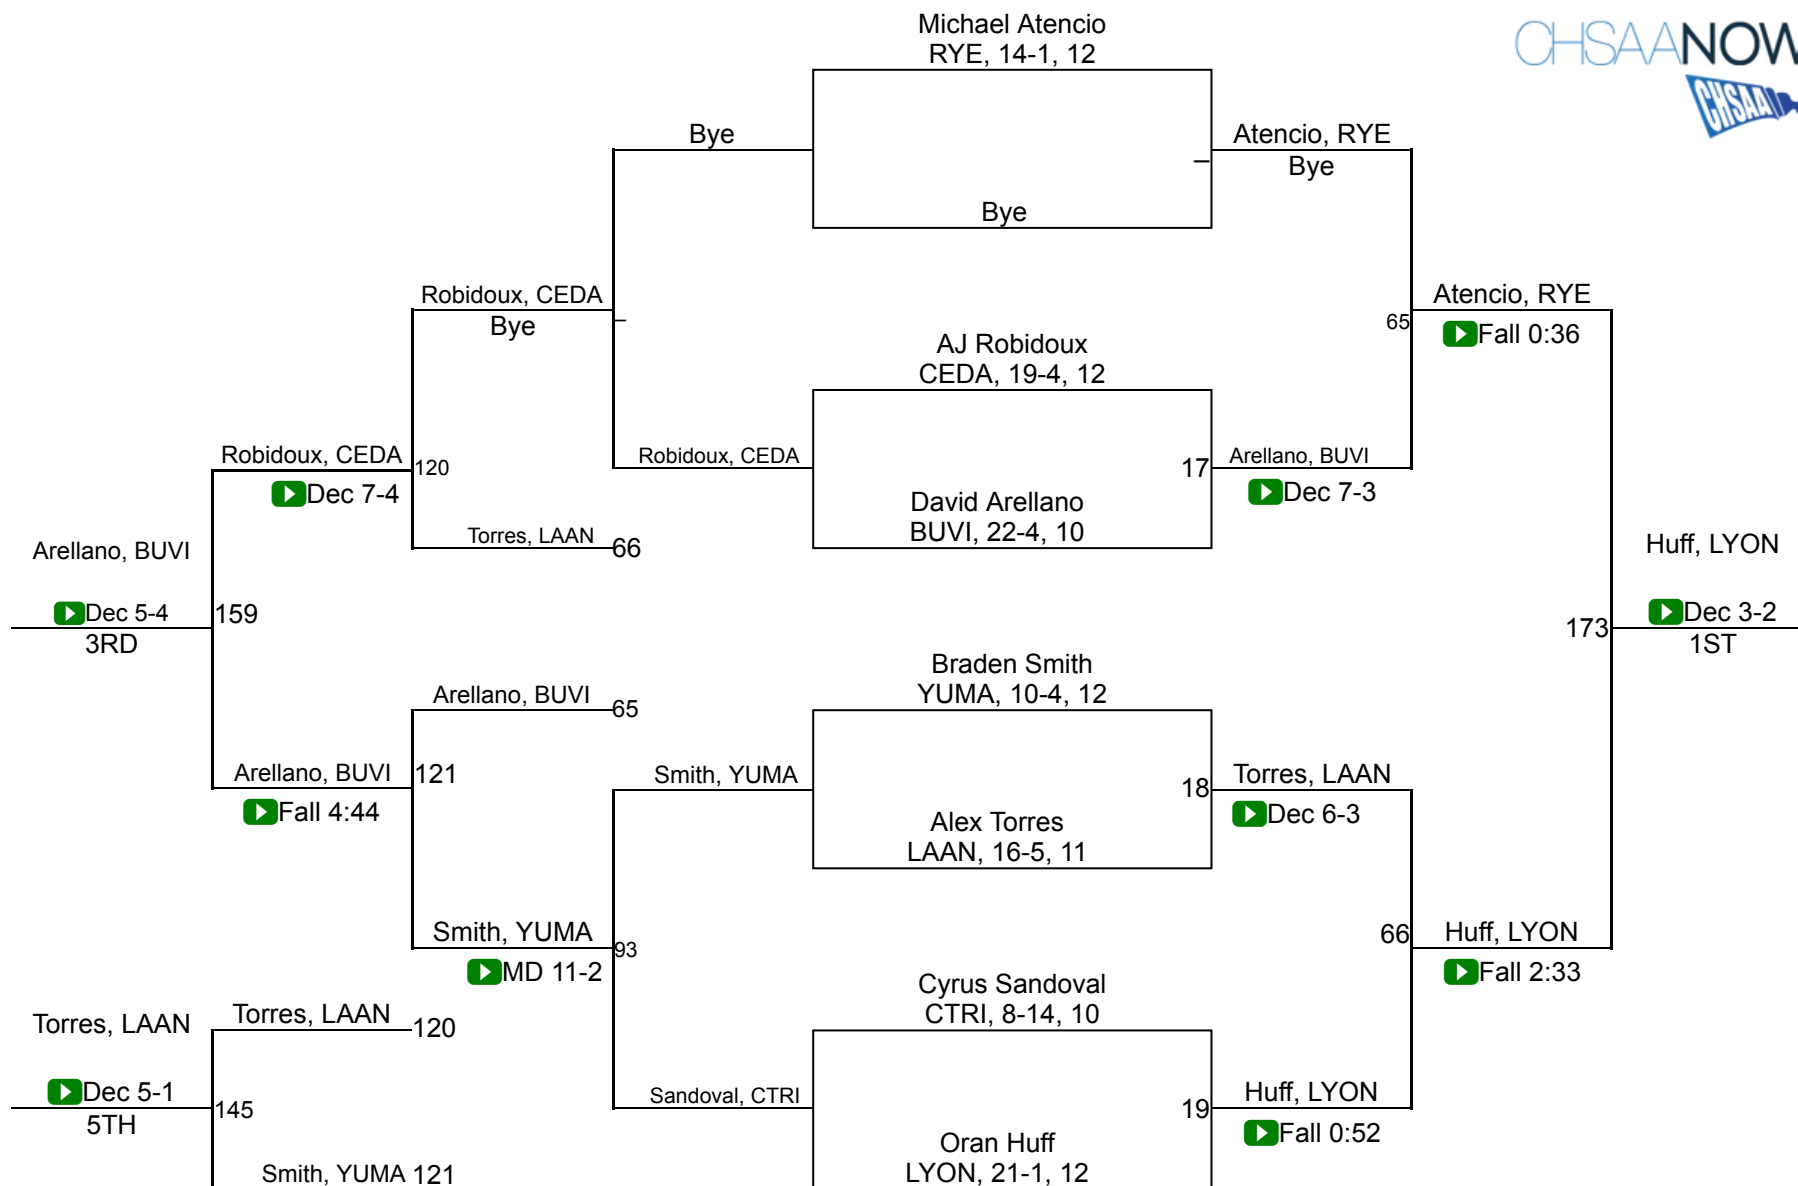 Michael Atencio
RYE, 14-1, 12
CHSAANOW
CHSAA
Bye
Atencio, RYE
Bye
Bye
Robidoux, CEDA
Bye
Atencio, RYE
65
Fall 0:36
AJ Robidoux
CEDA, 19-4, 12
Robidoux, CEDA
120
Dec 7-4
Robidoux, CEDA
17
Arellano, BUVI
Dec 7-3
David Arellano
BUVI, 22-4, 10
Torres, LAAN
66
Arellano, BUVI
Dec 5-4
3RD
159
Huff, LYON
173
Dec 3-2
1ST
Braden Smith
YUMA, 10-4, 12
Arellano, BUVI
65
Arellano, BUVI
121
Fall 4:44
Smith, YUMA
18
Torres, LAAN
Dec 6-3
Alex Torres
LAAN, 16-5, 11
Smith, YUMA
93
MD 11-2
66
Huff, LYON
Fall 2:33
Cyrus Sandoval
CTRI, 8-14, 10
Torres, LAAN
Torres, LAAN
120
Dec 5-1
5TH
145
Sandoval, CTRI
19
Huff, LYON
Fall 0:52
Oran Huff
LYON, 21-1, 12
Smith, YUMA
121